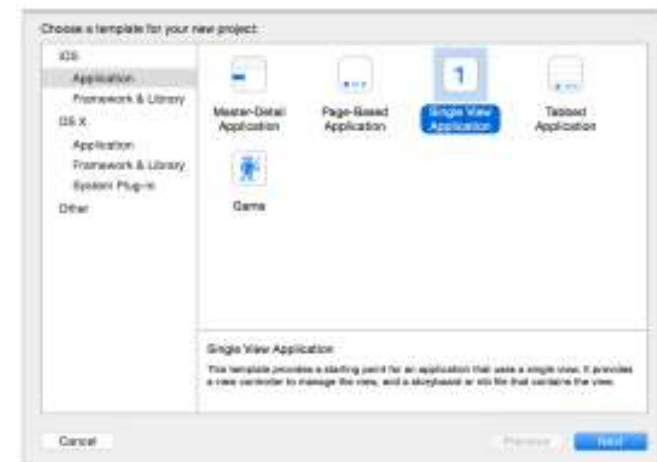 Choose a template for your new project:
iOS
Application
Framework & Library
OS X
Application
Framework & Library
System Plug-in
Other
Master-Detail
Application
Page-Based
Application
1
Single View
Application
Tabbed
Application
Game
Single View Application
This template provides a starting point for an application that uses a single view. It provides
a view controller to manage the view, and a storyboard or nib file that contains the view.
Cancel
Previous
Next